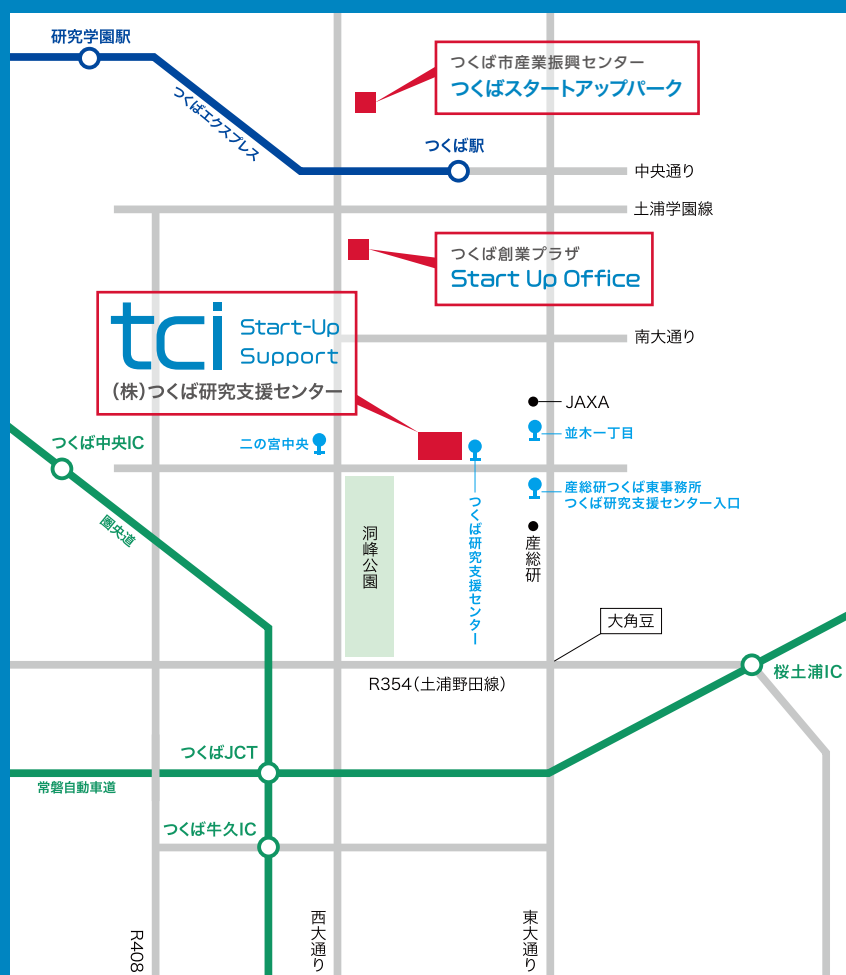 研究学園駅
つくば市産業振興センター
つくばスタートアップパーク
つくばエクスプレス
つくば駅
中央通り
土浦学園線
つくば創業プラザ
Start Up Office
tci
Start-Up
Support
(株)つくば研究支援センター
南大通り
JAXA
並木一丁目
つくば中央IC
二の宮中央
産総研つくば東事務所
つくば研究支援センター入口
つくば研究支援センター
圏央道
洞峰公園
産総研
大角豆
桜土浦IC
R354(土浦野田線)
つくばJCT
常磐自動車道
つくば牛久IC
R408
西大通り
東大通り